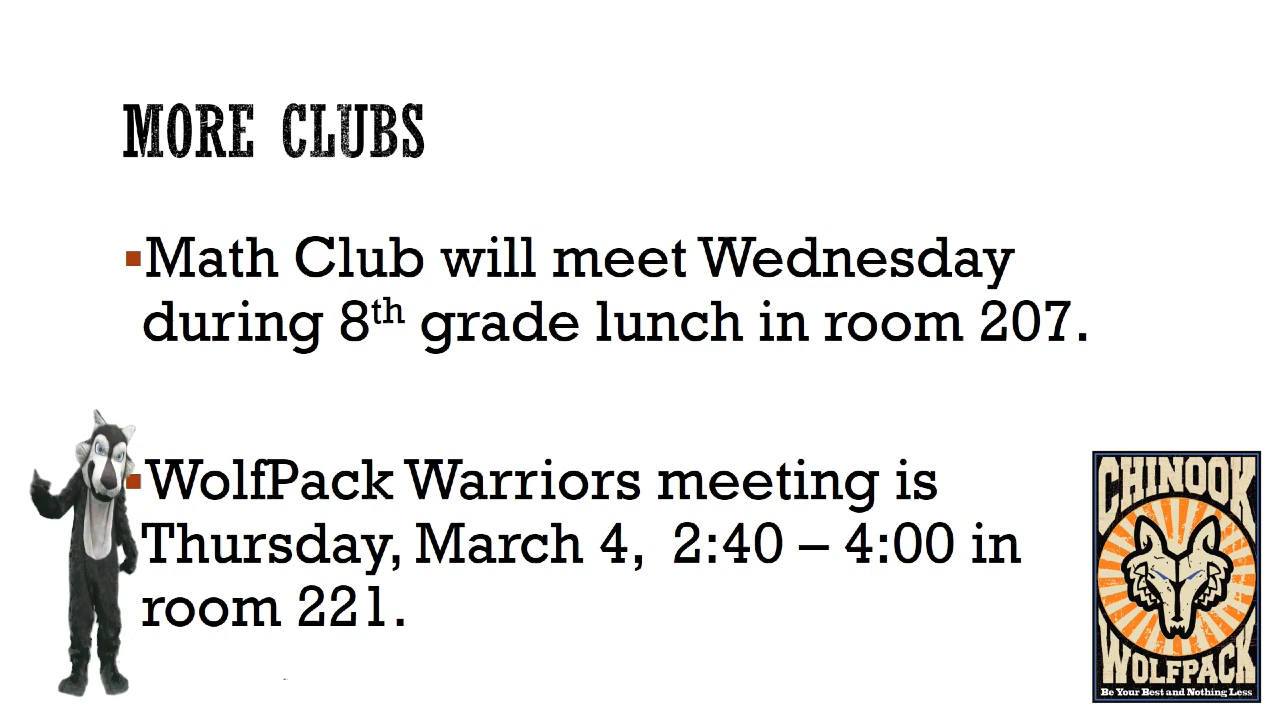 MORE CLUBS
▪Math Club will meet Wednesday
during 8th grade lunch in room 207.
▪WolfPack Warriors meeting is
Thursday, March 4, 2:40 – 4:00 in
room 221.
CHINOOK
WOLFPACK
Be Your Best and Nothing Less